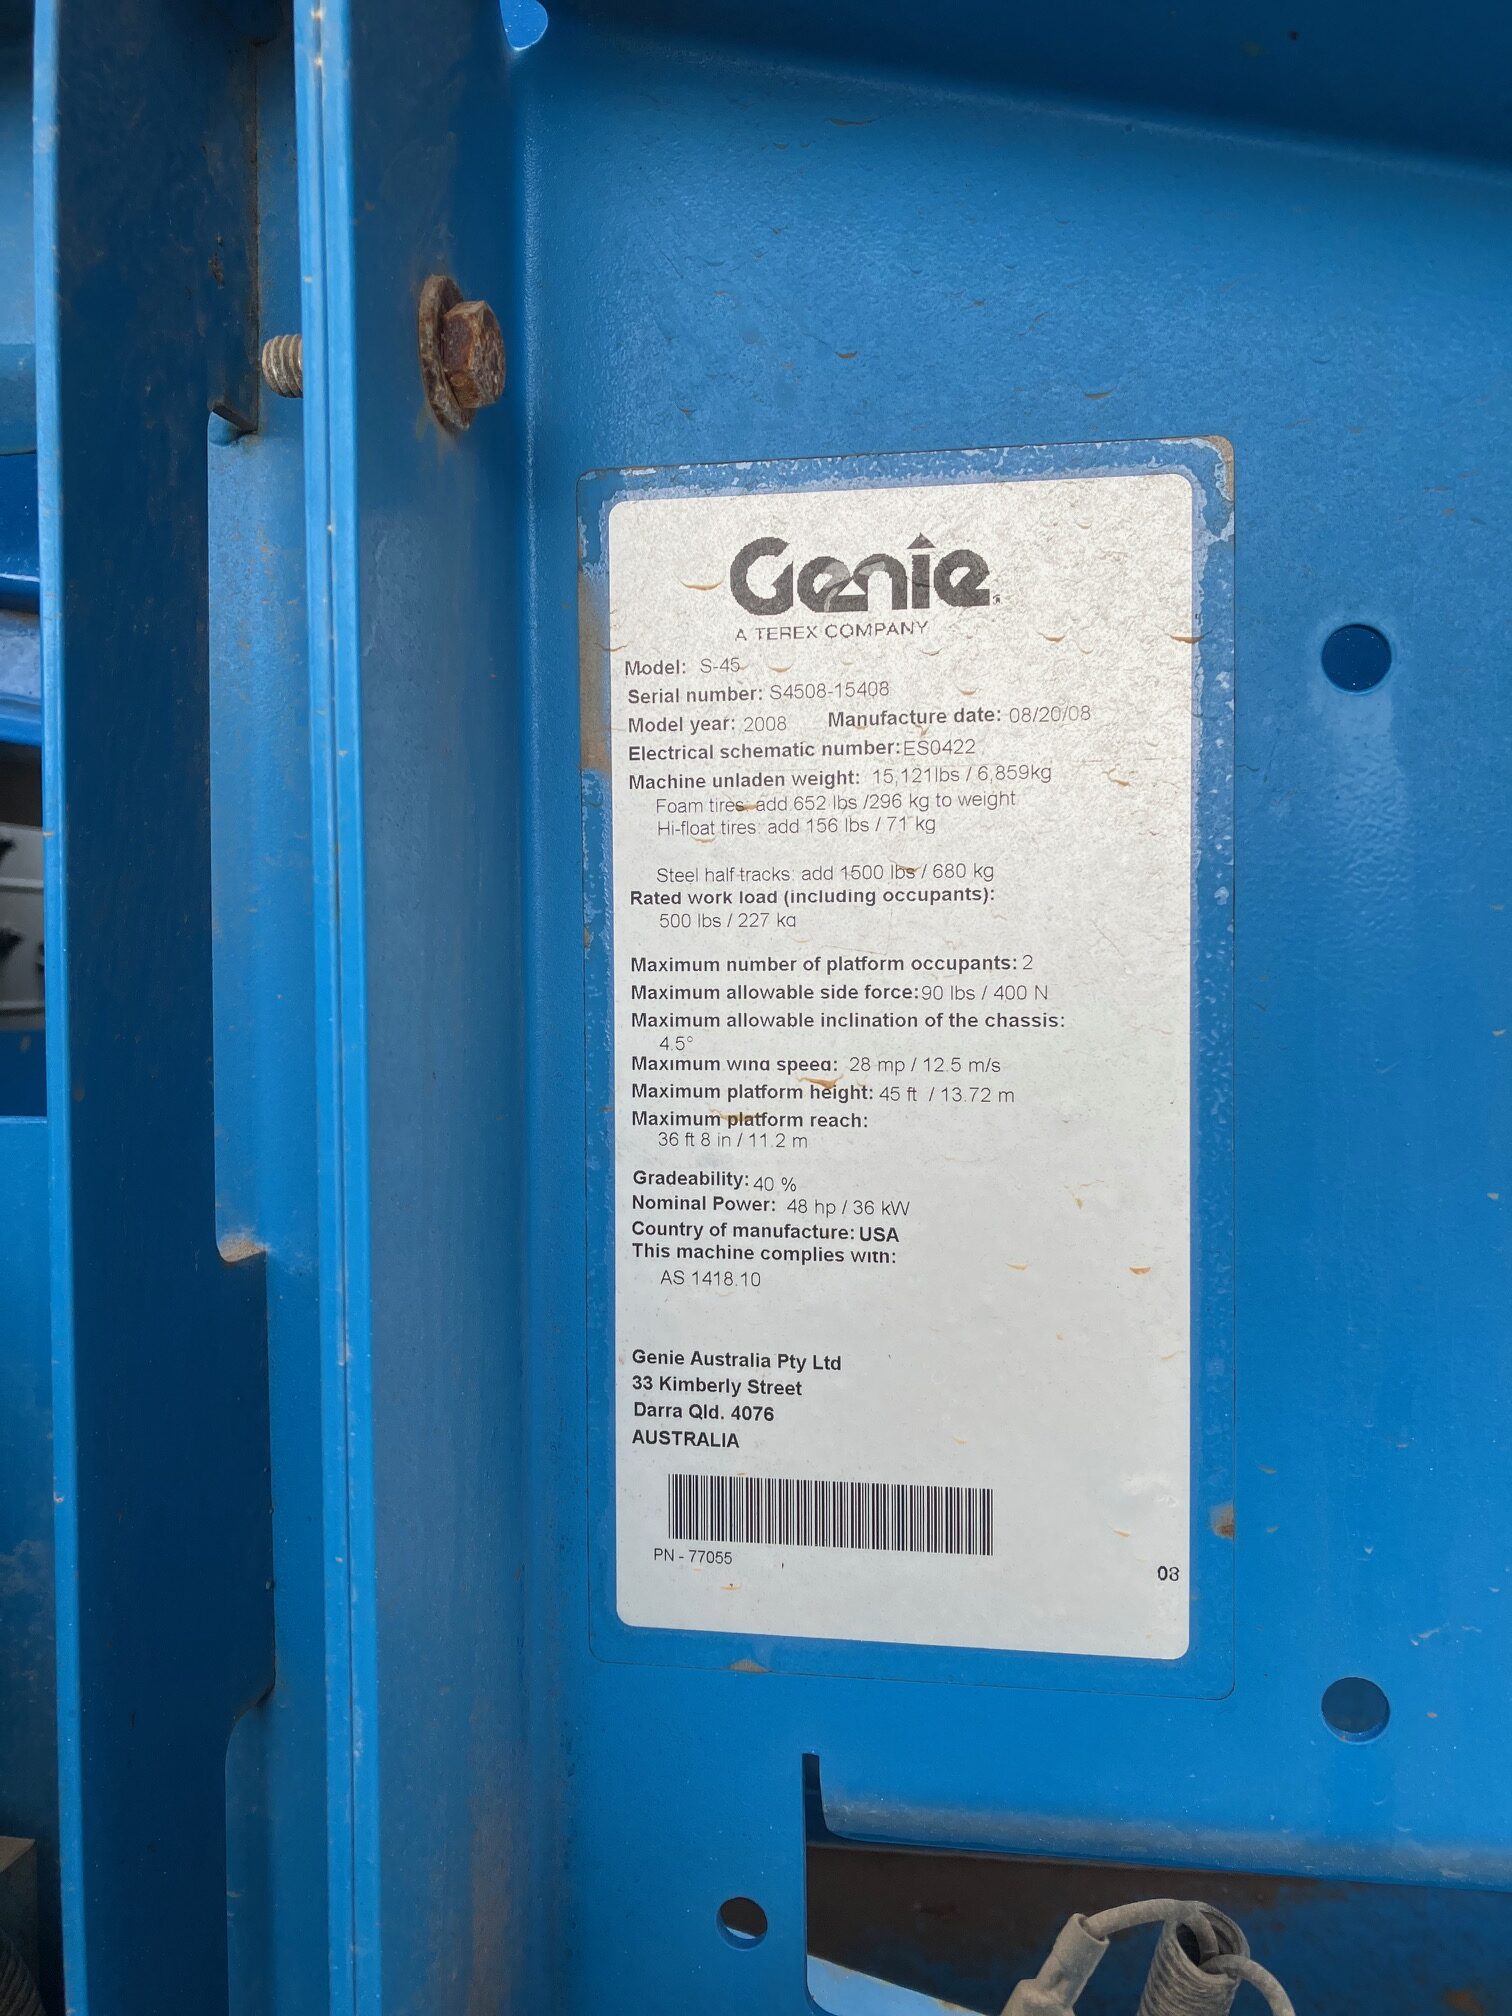 Genie
A TEREX COMPANY
Model: S-45
Serial number: S4508-15408
Model year: 2008 Manufacture date: 08/20/08
Electrical schematic number: ES0422
Machine unladen weight: 15,121lbs / 6,859kg
Foam tires: add 652 lbs /296 kg to weight
Hi-float tires: add 156 lbs / 71 kg
Steel half tracks: add 1500 lbs / 680 kg
Rated work load (including occupants):
500 lbs / 227 kg
Maximum number of platform occupants: 2
Maximum allowable side force: 90 lbs / 400 N
Maximum allowable inclination of the chassis:
4.5°
Maximum wind speed: 28 mp / 12.5 m/s
Maximum platform height: 45 ft / 13.72 m
Maximum platform reach:
36 ft 8 in / 11.2 m
Gradeability: 40 %
Nominal Power: 48 hp / 36 kW
Country of manufacture: USA
This machine complies with:
AS 1418.10
Genie Australia Pty Ltd
33 Kimberly Street
Darra Qld. 4076
AUSTRALIA
PN - 77055
08